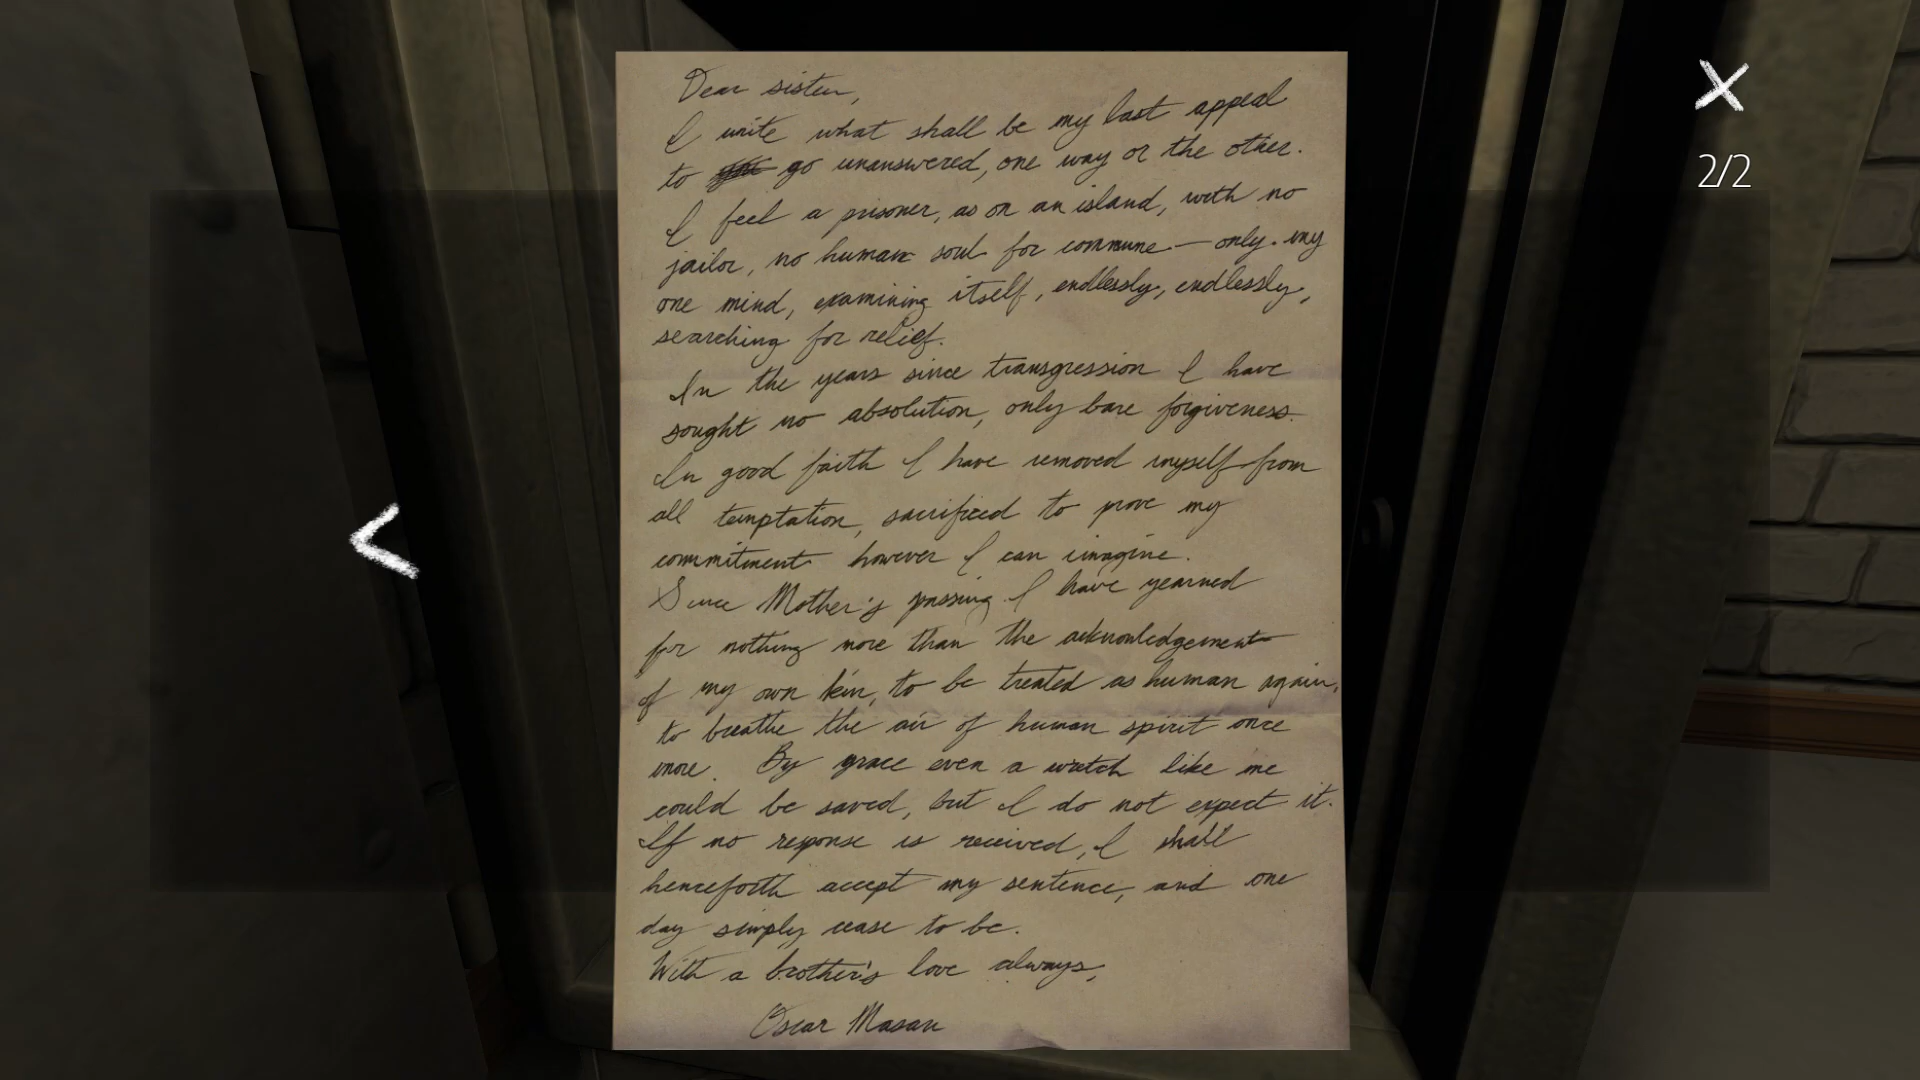 Dear sister,
I write what shall be my last appeal
to go unanswered, one way or the other.
I feel a prisoner, as on an island, with no
jailor, no human soul for commune — only my
one mind, examining itself, endlessly, endlessly,
searching for relief.
In the years since transgression I have
sought no absolution, only bare forgiveness.
In good faith I have removed myself from
all temptation, sacrificed to prove my
commitment however I can imagine.
Since Mother's passing I have yearned
for nothing more than the acknowledgement
of my own kin, to be treated as human again,
to breathe the air of human spirit once
more. By grace even a wretch like me
could be saved, but I do not expect it.
If no reponse is received, I shall
henceforth accept my sentence, and one
day simply cease to be.
With a brother's love always,
Oscar Masan
2/2